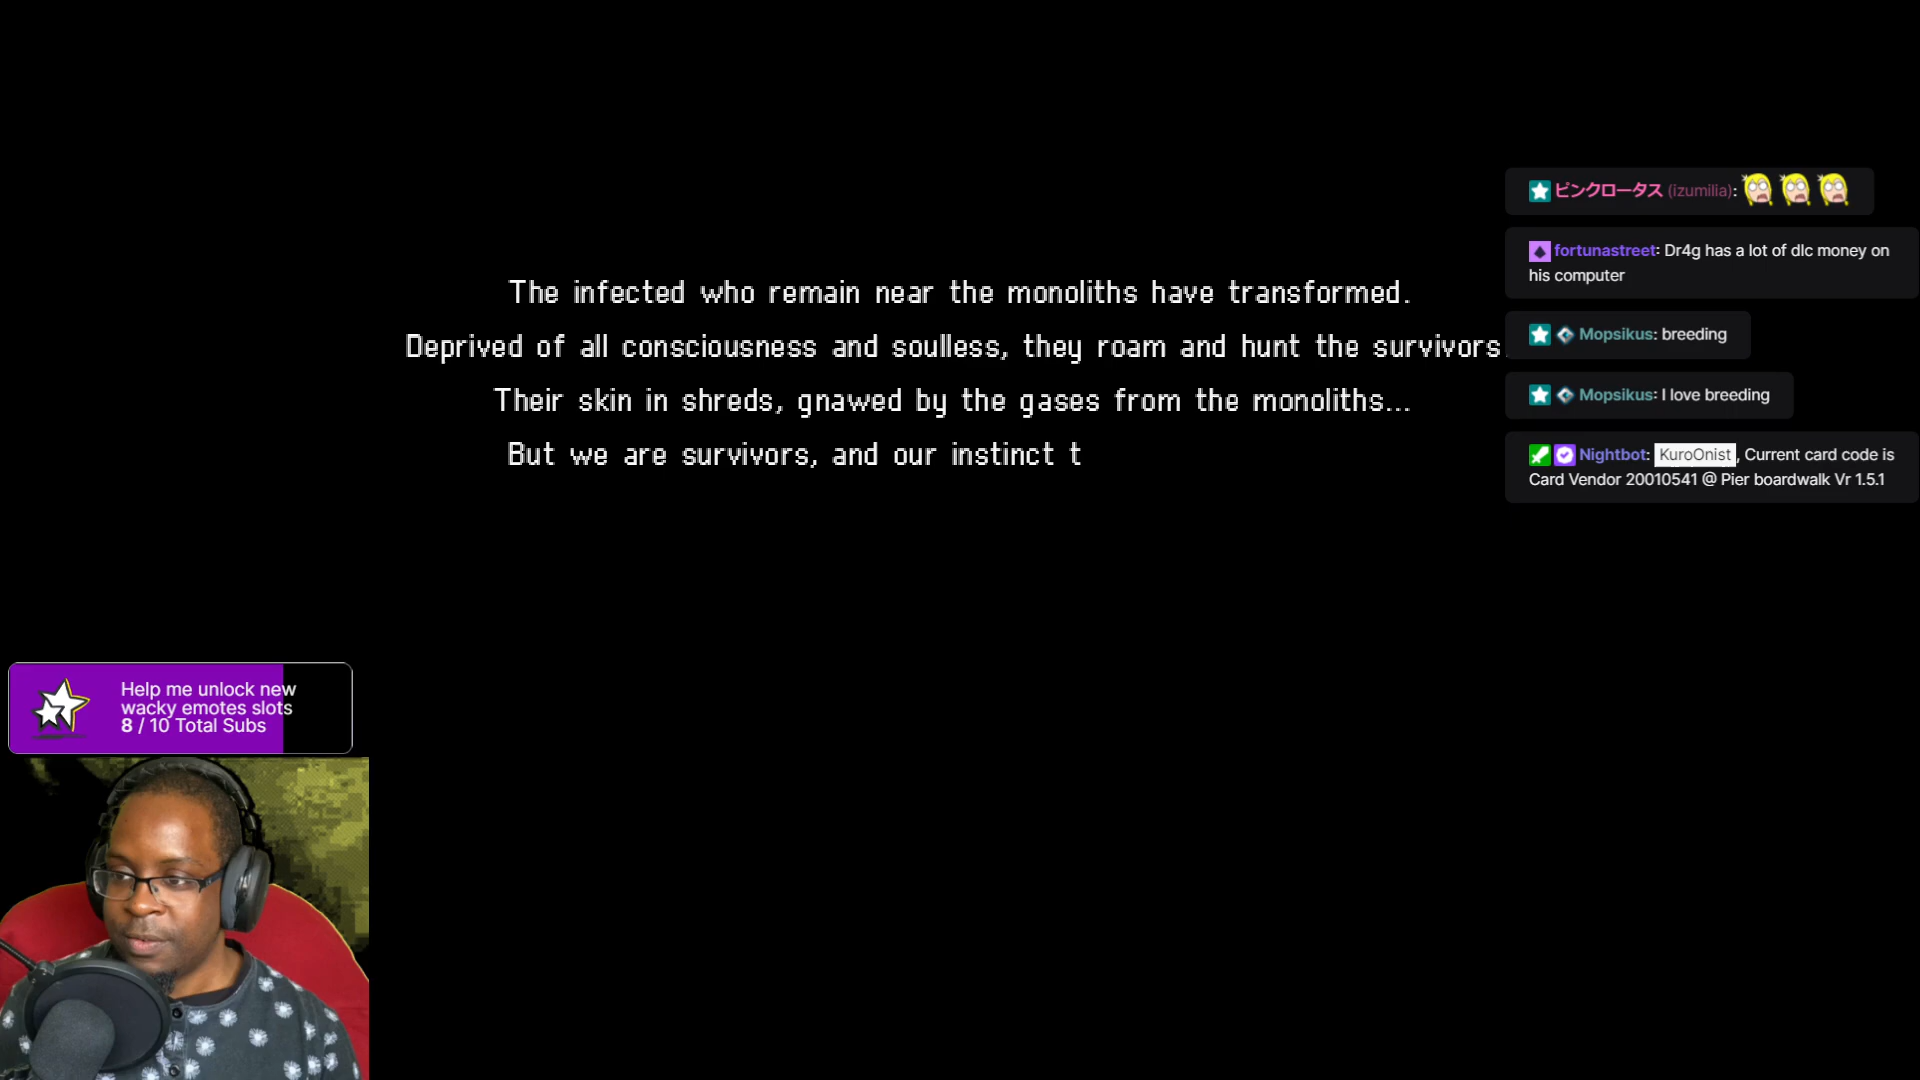 The infected who remain near the monoliths have transformed.
Deprived of all consciousness and soulless, they roam and hunt the survivors.
Their skin in shreds, gnawed by the gases from the monoliths...
But we are survivors, and our instinct t
ピンクロータス (izumilia):
fortunastreet: Dr4g has a lot of dlc money on
his computer
Mopsikus: breeding
Mopsikus: I love breeding
Nightbot: KuroOnist, Current card code is
Card Vendor 20010541 @ Pier boardwalk Vr 1.5.1
Help me unlock new
wacky emotes slots
8 / 10 Total Subs